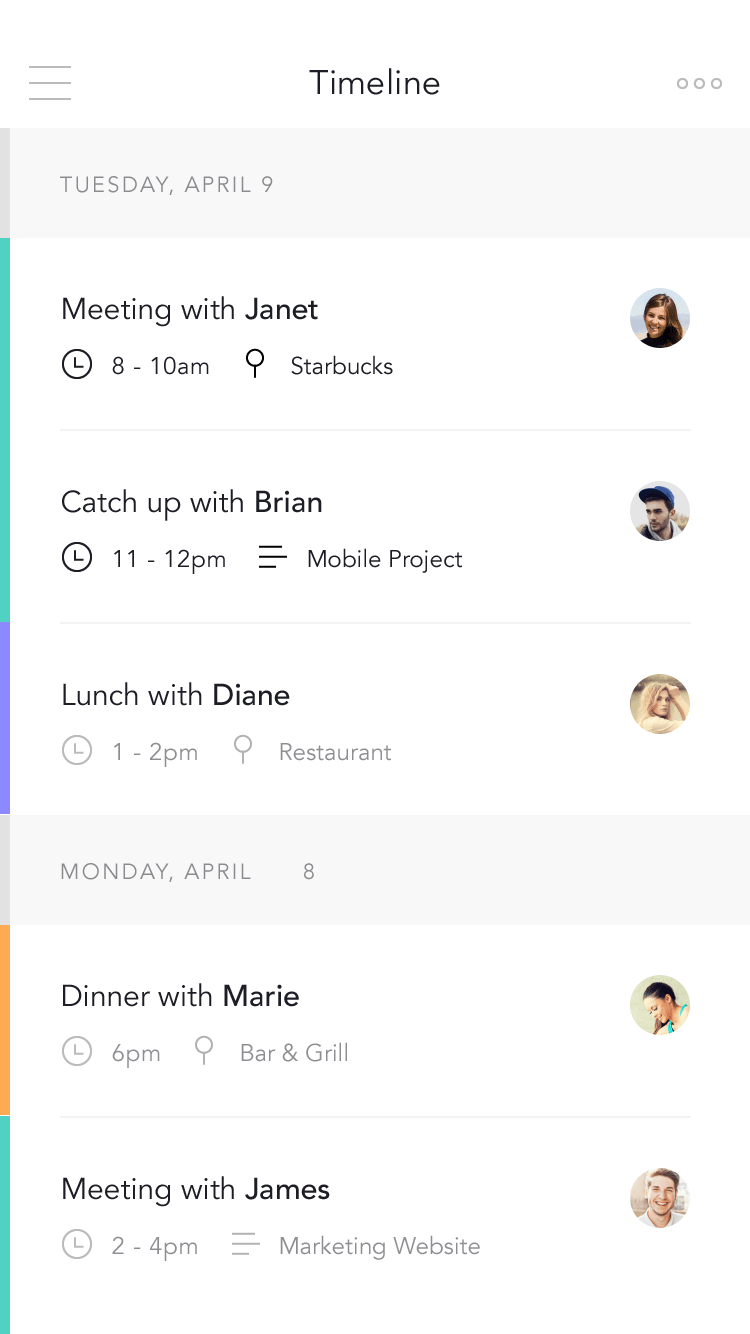 Timeline
TUESDAY, APRIL 9
Meeting with Janet
8 - 10am Starbucks
Catch up with Brian
11 - 12pm Mobile Project
Lunch with Diane
1 - 2pm Restaurant
MONDAY, APRIL 8
Dinner with Marie
6pm Bar & Grill
Meeting with James
2 - 4pm Marketing Website